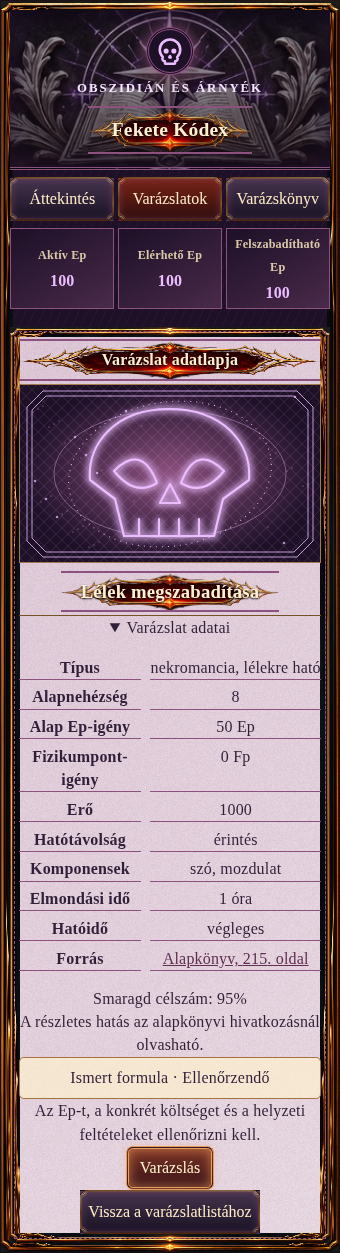 OBSZIDIÁN ÉS ÁRNYÉK
Fekete Kódex
Áttekintés
Varázslatok
Varázskönyv
Aktív Ep
100
Elérhető Ep
100
Felszabadítható
Ep
100
Varázslat adatlapja
Lélek megszabadítása
▼ Varázslat adatai
Típus nekromancia, lélekre ható
Alapnehézség 8
Alap Ep-igény 50 Ep
Fizikumpont- 0 Fp
igény
Erő 1000
Hatótávolság érintés
Komponensek szó, mozdulat
Elmondási idő 1 óra
Hatóidő végleges
Forrás Alapkönyv, 215. oldal
Smaragd célszám: 95%
A részletes hatás az alapkönyvi hivatkozásnál
olvasható.
Ismert formula · Ellenőrzendő
Az Ep-t, a konkrét költséget és a helyzeti
feltételeket ellenőrizni kell.
Varázslás
Vissza a varázslatlistához